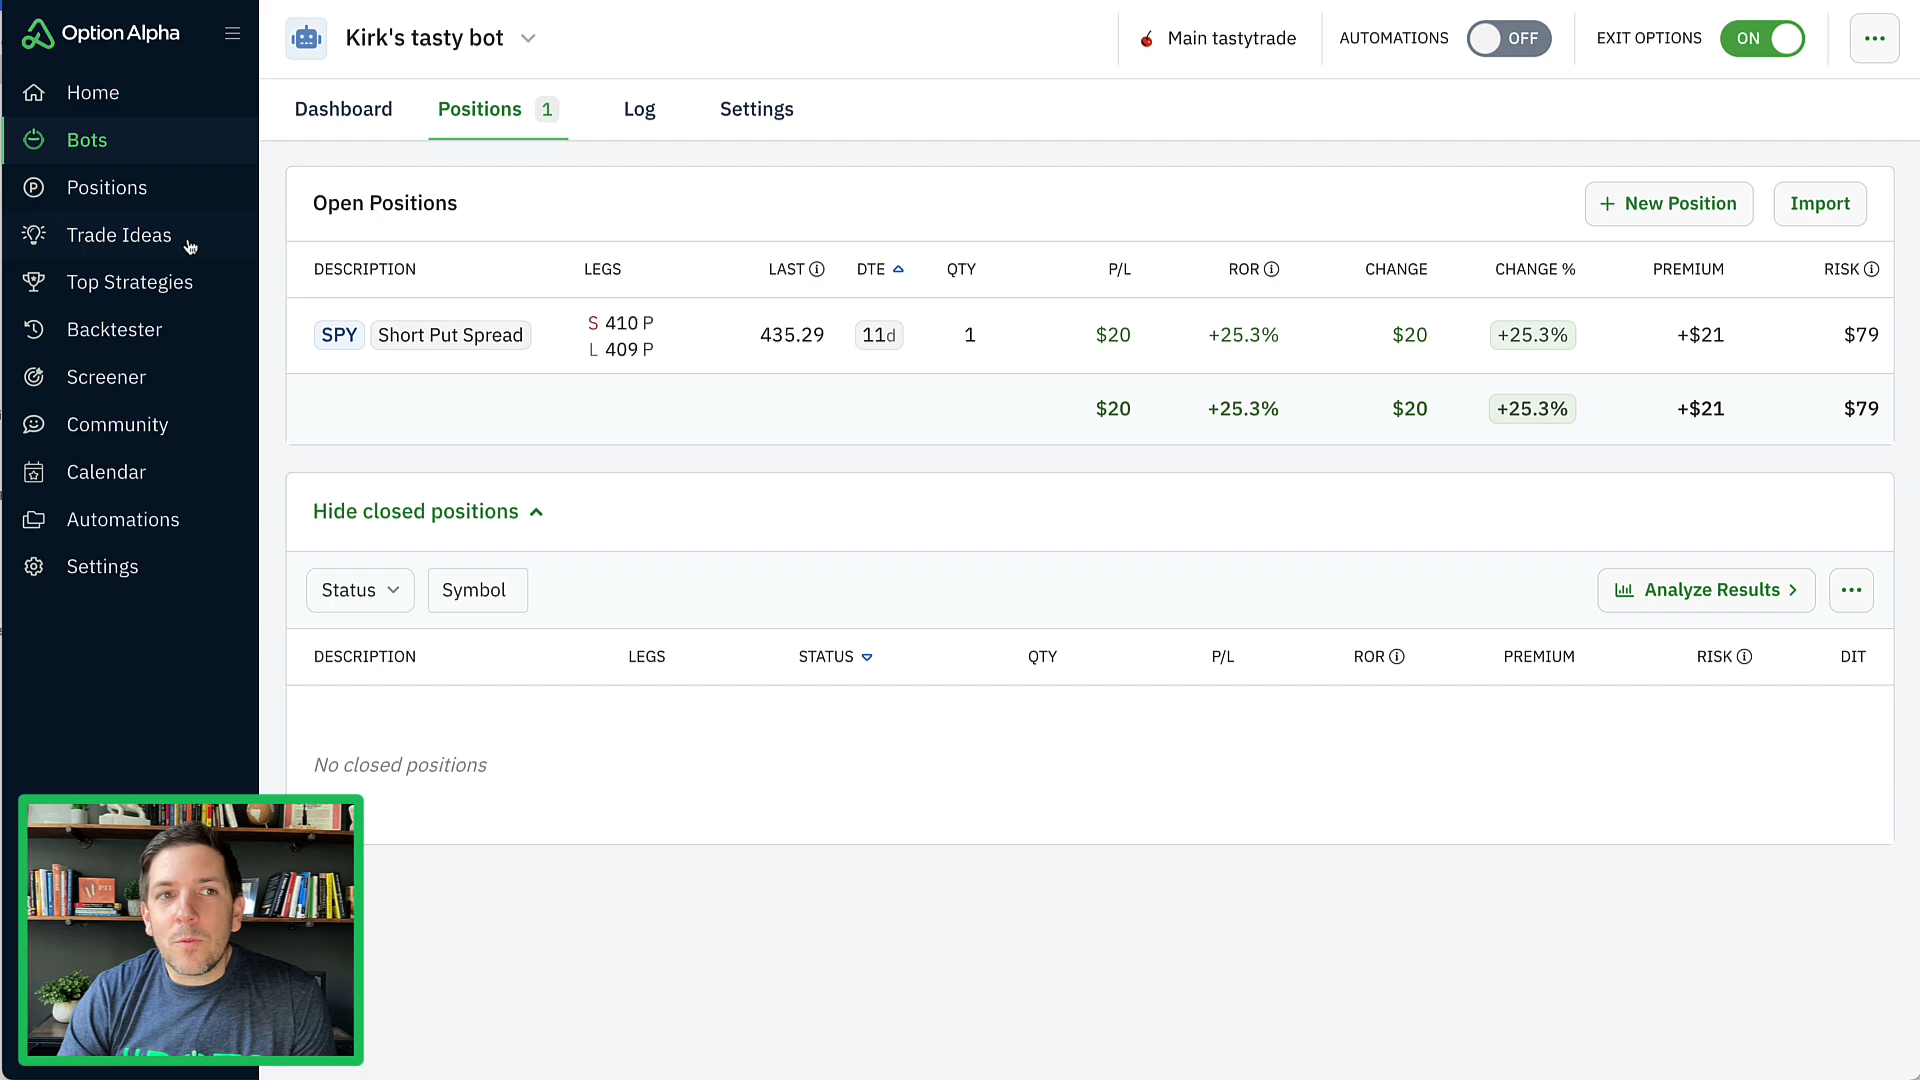 Option Alpha
Home
Bots
Positions
Trade Ideas
Top Strategies
Backtester
Screener
Community
Calendar
Automations
Settings
Kirk's tasty bot
Main tastytrade
AUTOMATIONS OFF
EXIT OPTIONS ON
Dashboard Positions 1 Log Settings
Open Positions
+ New Position Import
DESCRIPTION LEGS LAST DTE QTY P/L ROR CHANGE CHANGE % PREMIUM RISK
SPY Short Put Spread S 410 P 435.29 11d 1 $20 +25.3% $20 +25.3% +$21 $79
L 409 P
$20 +25.3% $20 +25.3% +$21 $79
Hide closed positions
Status Symbol Analyze Results
DESCRIPTION LEGS STATUS QTY P/L ROR PREMIUM RISK DIT
No closed positions